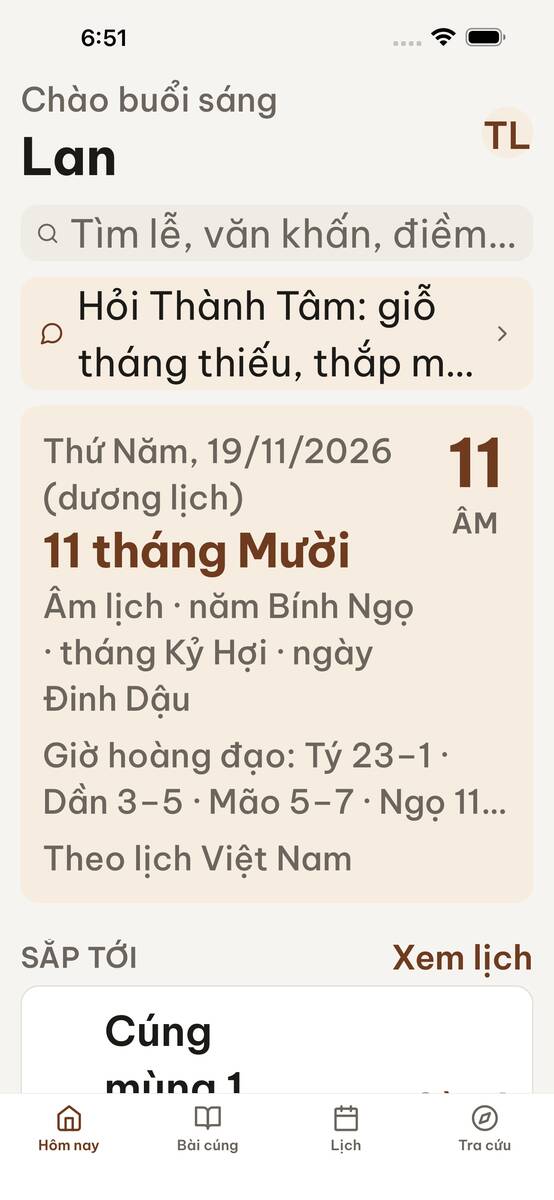 6:51
Chào buổi sáng
Lan
TL
Tìm lễ, văn khấn, điềm...
Hỏi Thành Tâm: giỗ
tháng thiếu, thắp m...
Thứ Năm, 19/11/2026
(dương lịch)
11
ÂM
11 tháng Mười
Âm lịch · năm Bính Ngọ
· tháng Kỷ Hợi · ngày
Đinh Dậu
Giờ hoàng đạo: Tý 23–1 ·
Dần 3–5 · Mão 5–7 · Ngọ 11...
Theo lịch Việt Nam
SẮP TỚI
Xem lịch
Cúng
mùng 1
Hôm nay
Bài cúng
Lịch
Tra cứu